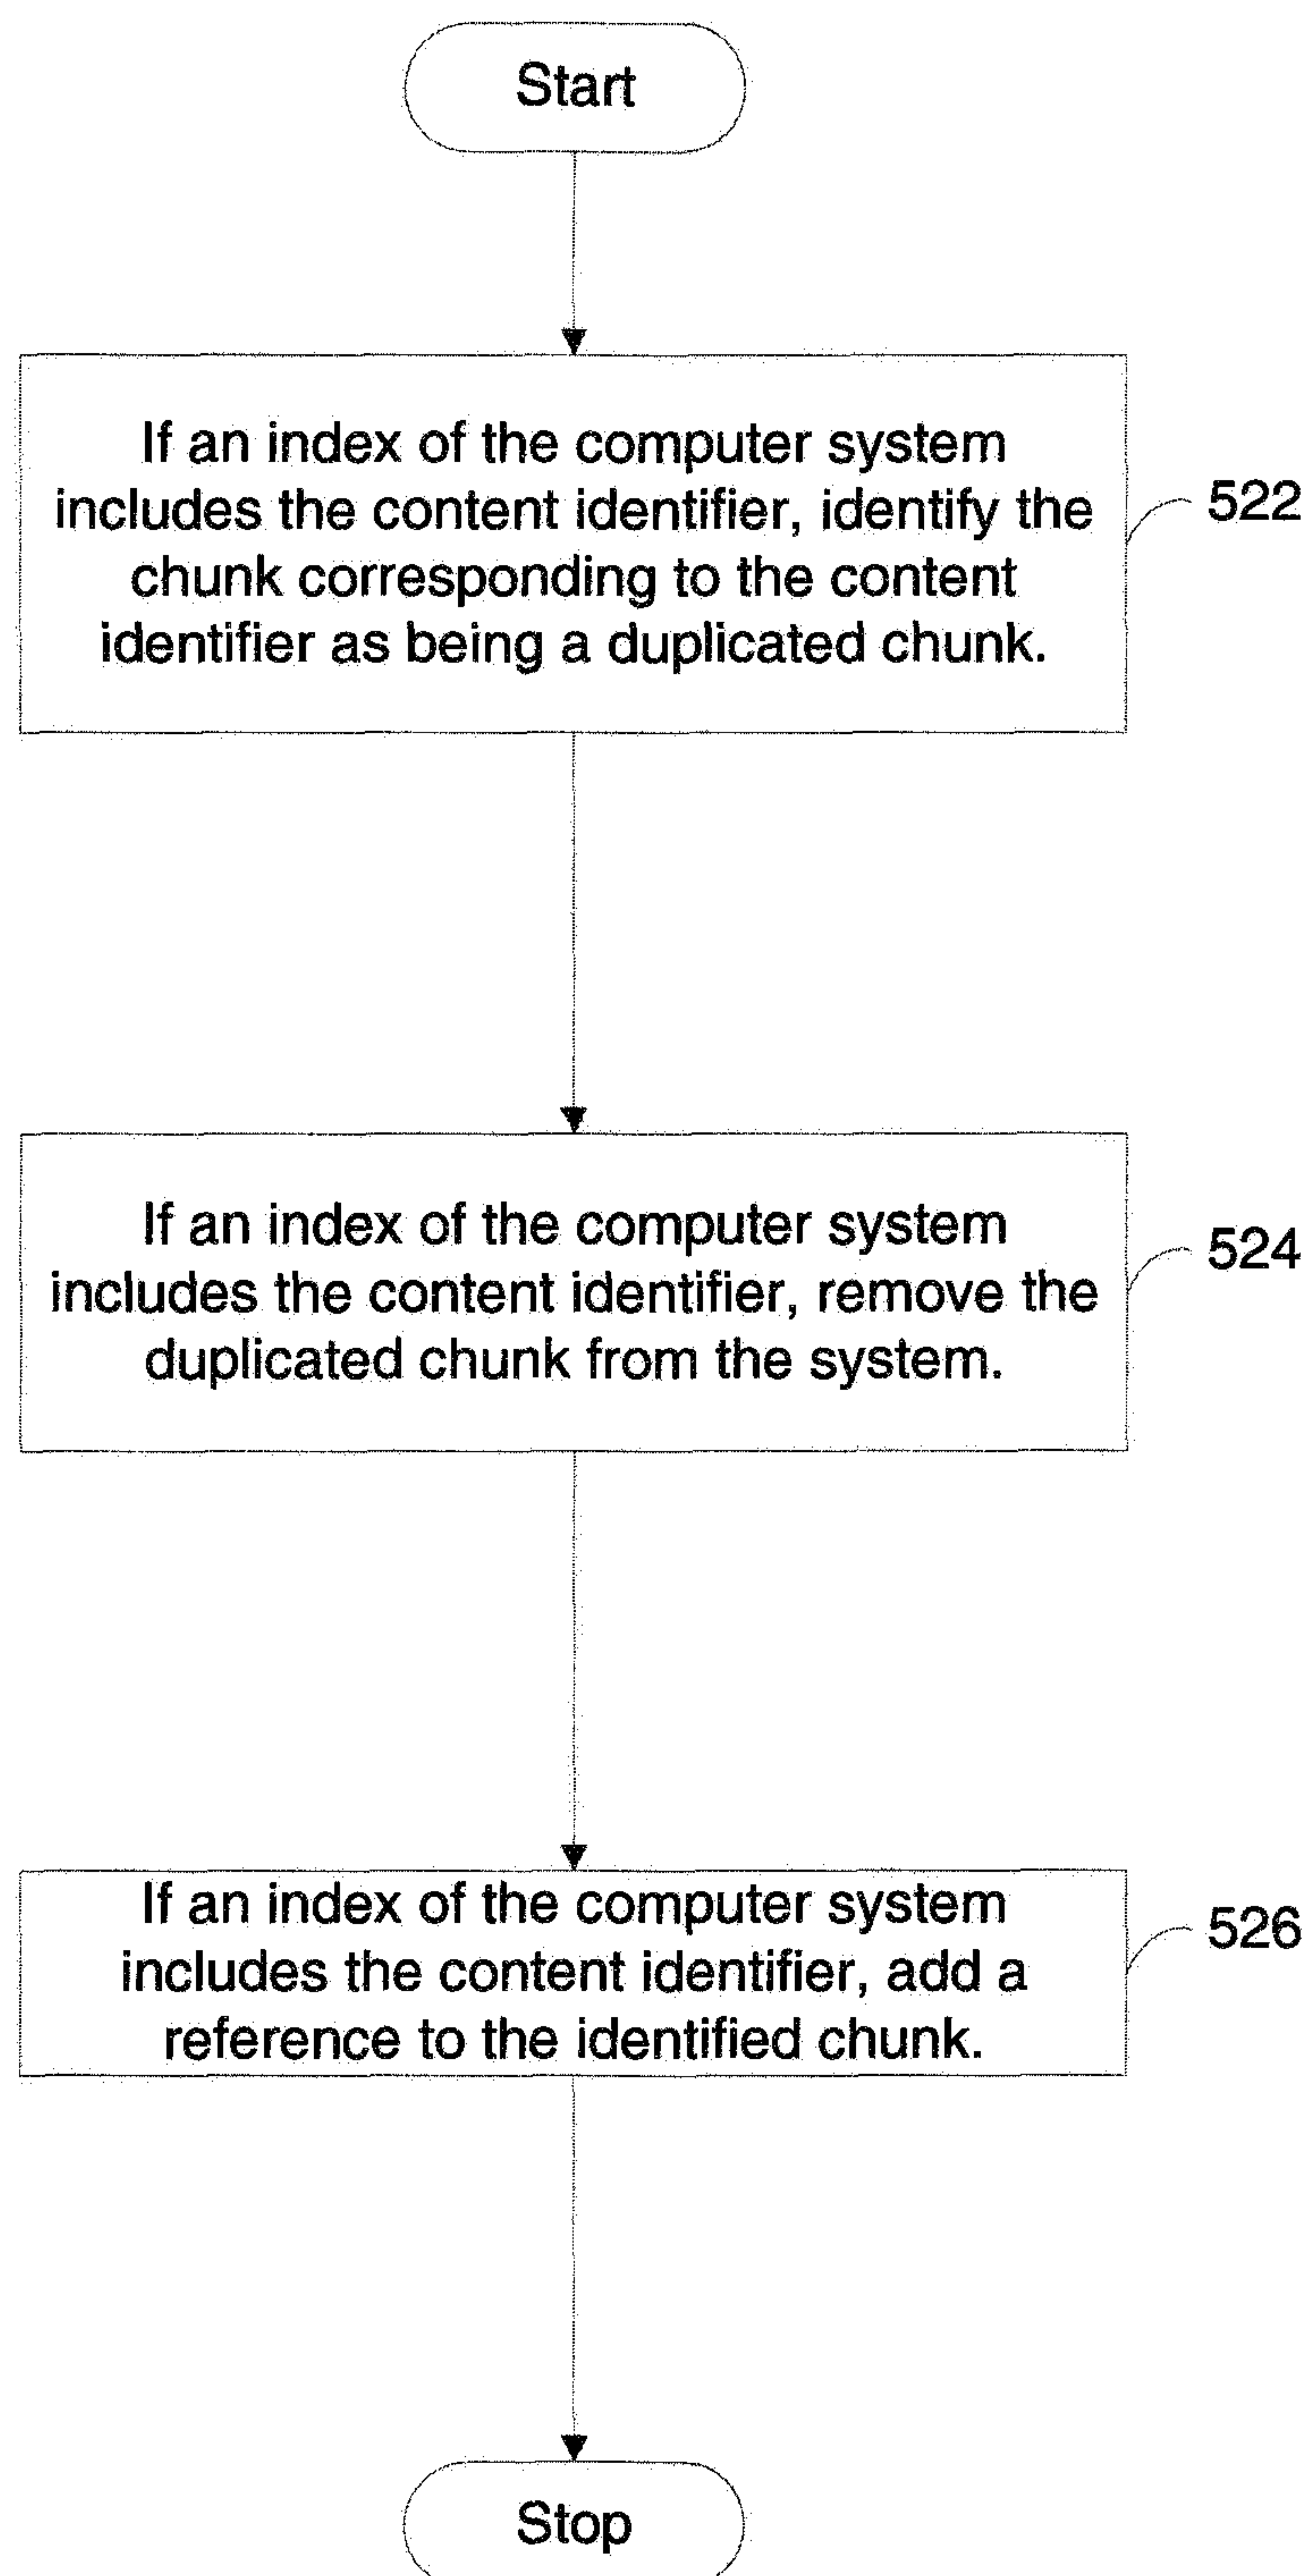 Start
If an index of the computer system
includes the content identifier, identify the
chunk corresponding to the content
identifier as being a duplicated chunk.
522
If an index of the computer system
includes the content identifier, remove the
duplicated chunk from the system.
524
If an index of the computer system
includes the content identifier, add a
reference to the identified chunk.
526
Stop